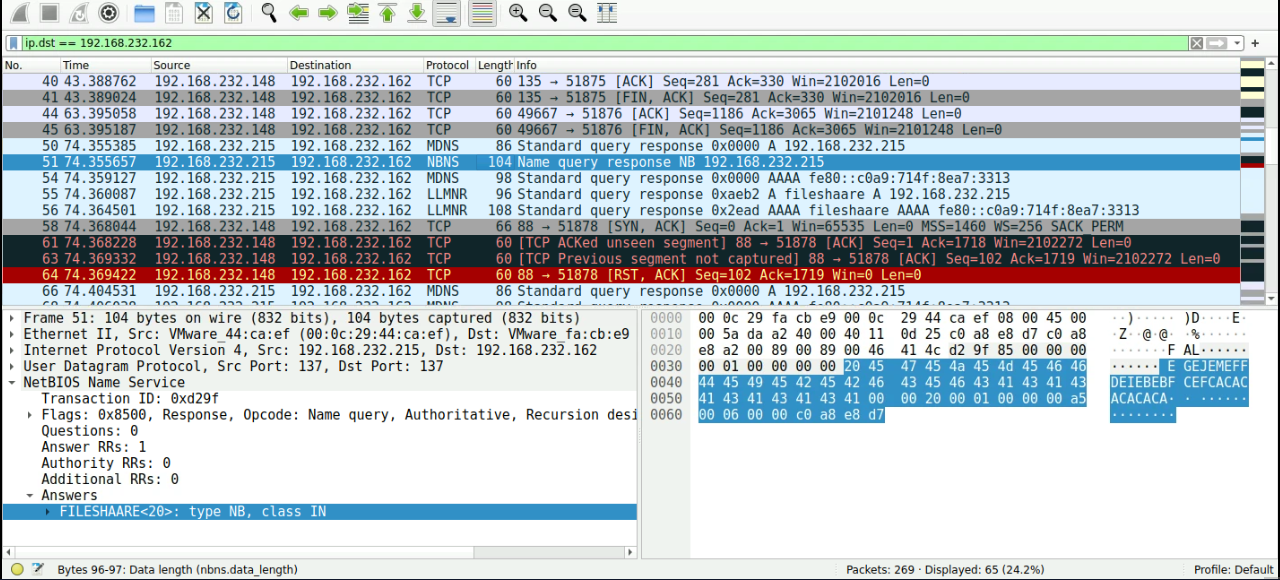 ip.dst == 192.168.232.162
No. Time Source Destination Protocol Length Info
40 43.388762 192.168.232.148 192.168.232.162 TCP 60 135 → 51875 [ACK] Seq=281 Ack=330 Win=2102016 Len=0
41 43.389024 192.168.232.148 192.168.232.162 TCP 60 135 → 51875 [FIN, ACK] Seq=281 Ack=330 Win=2102016 Len=0
44 63.395058 192.168.232.148 192.168.232.162 TCP 60 49667 → 51876 [ACK] Seq=1186 Ack=3065 Win=2101248 Len=0
45 63.395187 192.168.232.148 192.168.232.162 TCP 60 49667 → 51876 [FIN, ACK] Seq=1186 Ack=3065 Win=2101248 Len=0
50 74.355385 192.168.232.215 192.168.232.162 MDNS 86 Standard query response 0x0000 A 192.168.232.215
51 74.355657 192.168.232.215 192.168.232.162 NBNS 104 Name query response NB 192.168.232.215
54 74.359127 192.168.232.215 192.168.232.162 MDNS 98 Standard query response 0x0000 AAAA fe80::c0a9:714f:8ea7:3313
55 74.360087 192.168.232.215 192.168.232.162 LLMNR 96 Standard query response 0xaeb2 A fileshaare A 192.168.232.215
56 74.364501 192.168.232.215 192.168.232.162 LLMNR 108 Standard query response 0x2ead AAAA fileshaare AAAA fe80::c0a9:714f:8ea7:3313
58 74.368044 192.168.232.148 192.168.232.162 TCP 66 88 → 51878 [SYN, ACK] Seq=0 Ack=1 Win=65535 Len=0 MSS=1460 WS=256 SACK_PERM
61 74.368228 192.168.232.148 192.168.232.162 TCP 60 [TCP ACKed unseen segment] 88 → 51878 [ACK] Seq=1 Ack=1718 Win=2102272 Len=0
63 74.369332 192.168.232.148 192.168.232.162 TCP 60 [TCP Previous segment not captured] 88 → 51878 [FIN, ACK] Seq=102 Ack=1719 Win=2102272 Len=0
64 74.369422 192.168.232.148 192.168.232.162 TCP 60 88 → 51878 [RST, ACK] Seq=102 Ack=1719 Win=0 Len=0
66 74.404531 192.168.232.215 192.168.232.162 MDNS 86 Standard query response 0x0000 A 192.168.232.215
Frame 51: 104 bytes on wire (832 bits), 104 bytes captured (832 bits)
Ethernet II, Src: VMware_44:ca:ef (00:0c:29:44:ca:ef), Dst: VMware_fa:cb:e9
Internet Protocol Version 4, Src: 192.168.232.215, Dst: 192.168.232.162
User Datagram Protocol, Src Port: 137, Dst Port: 137
NetBIOS Name Service
Transaction ID: 0xd29f
Flags: 0x8500, Response, Opcode: Name query, Authoritative, Recursion desi
Questions: 0
Answer RRs: 1
Authority RRs: 0
Additional RRs: 0
Answers
FILESHAARE<20>: type NB, class IN
0000 00 0c 29 fa cb e9 00 0c 29 44 ca ef 08 00 45 00 ··)·····)D····E·
0010 00 5a da a2 40 00 40 11 0d 25 c0 a8 e8 d7 c0 a8 ·Z··@·@··%······
0020 e8 a2 00 89 00 89 00 46 41 4c d2 9f 85 00 00 00 ·······FAL······
0030 00 01 00 00 00 00 20 45 47 45 4a 45 4d 45 46 46 ······ EGEJEMEFF
0040 44 45 49 45 42 45 42 46 43 45 46 43 41 43 41 43 DEIEBEBFCEFCACAC
0050 41 43 41 43 41 43 41 00 00 20 00 01 00 00 00 a5 ACACACA·· ······
0060 00 06 00 00 c0 a8 e8 d7 ········
Bytes 96-97: Data length (nbns.data_length)
Packets: 269 · Displayed: 65 (24.2%)
Profile: Default